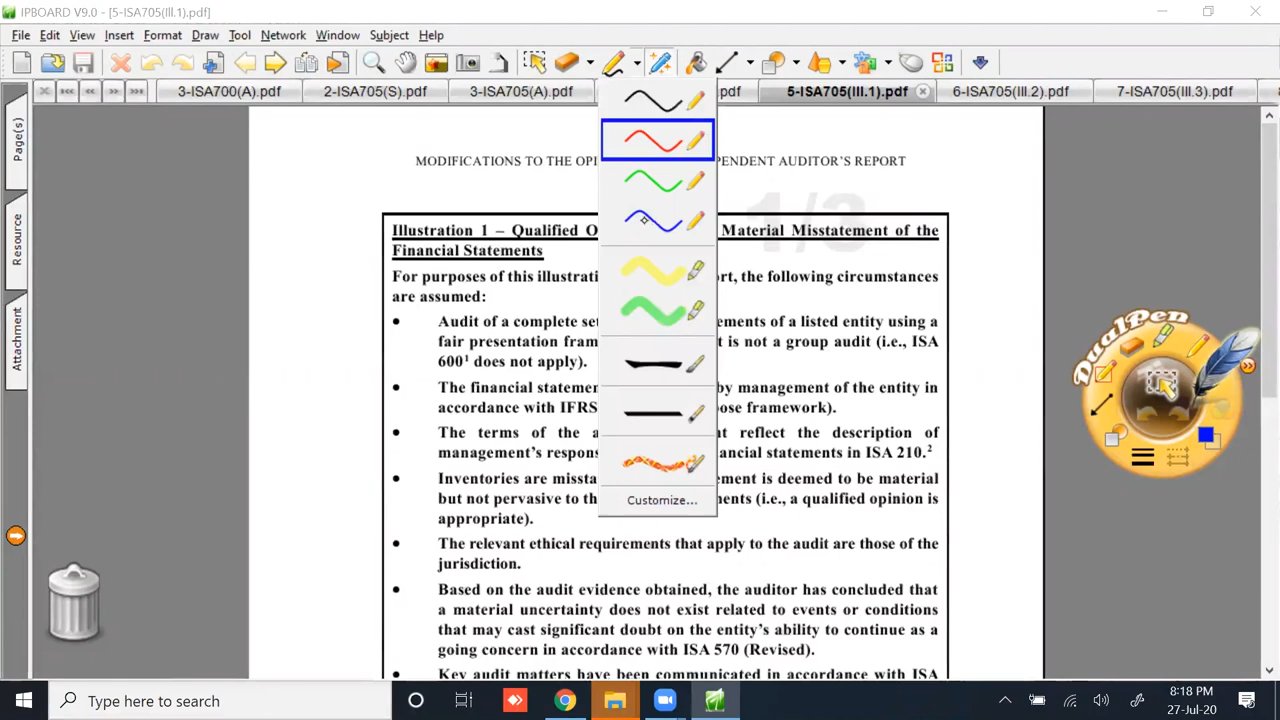 IPBOARD V9.0 - [5-ISA705(Ill.1).pdf]
File Edit View Insert Format Draw Tool Network Window Subject Help
3-ISA700(A).pdf 2-ISA705(S).pdf 3-ISA705(A).pdf pdf 5-ISA705(Ill.1).pdf 6-ISA705(Ill.2).pdf 7-ISA705(Ill.3).pdf
Page(s)
Resource
Attachment
MODIFICATIONS TO THE OPI PENDENT AUDITOR'S REPORT
1/3
Illustration 1 – Qualified O Material Misstatement of the
Financial Statements
For purposes of this illustrati rt, the following circumstances
are assumed:
• Audit of a complete se ements of a listed entity using a
fair presentation fram t is not a group audit (i.e., ISA
600¹ does not apply).
• The financial statemen by management of the entity in
accordance with IFRS ose framework).
• The terms of the a nt reflect the description of
management's respons ancial statements in ISA 210.²
• Inventories are missta ement is deemed to be material
but not pervasive to th ents (i.e., a qualified opinion is
appropriate).
• The relevant ethical requirements that apply to the audit are those of the
jurisdiction.
• Based on the audit evidence obtained, the auditor has concluded that
a material uncertainty does not exist related to events or conditions
that may cast significant doubt on the entity's ability to continue as a
going concern in accordance with ISA 570 (Revised).
• Key audit matters have been communicated in accordance with ISA
Customize...
DualPen
Type here to search
8:18 PM
27-Jul-20